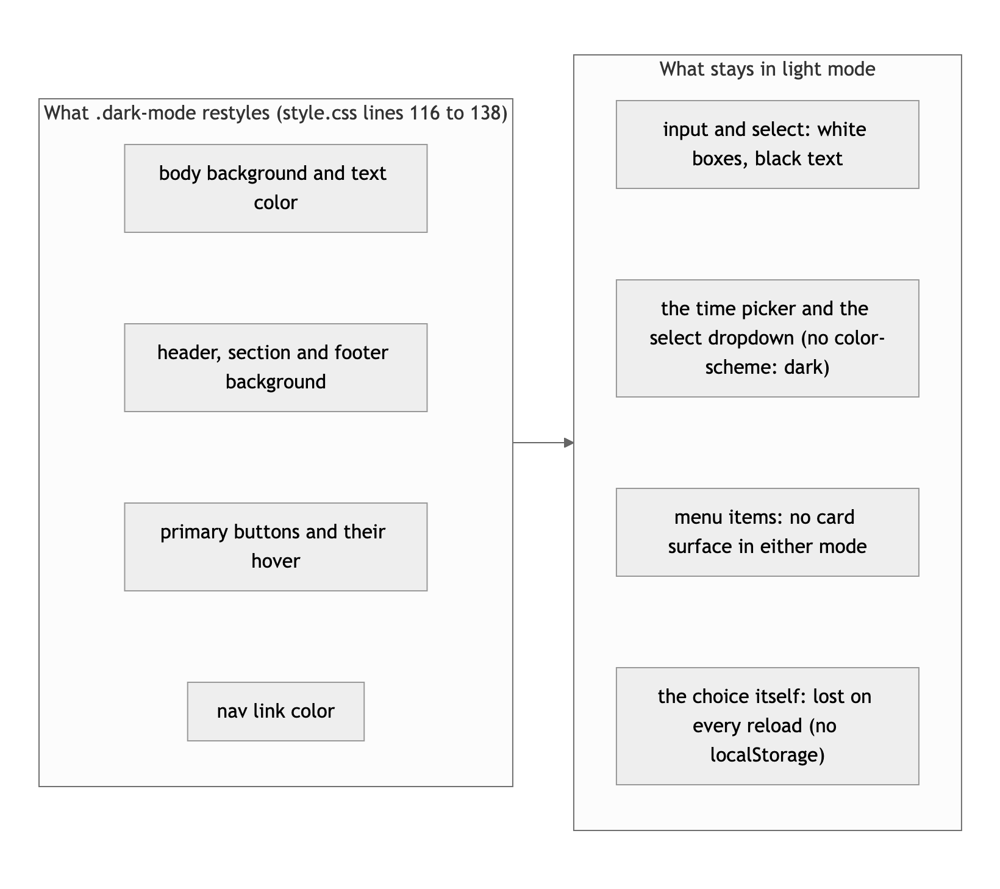 What .dark-mode restyles (style.css lines 116 to 138)
body background and text
color
header, section and footer
background
primary buttons and their
hover
nav link color
What stays in light mode
input and select: white
boxes, black text
the time picker and the
select dropdown (no color-
scheme: dark)
menu items: no card
surface in either mode
the choice itself: lost on
every reload (no
localStorage)